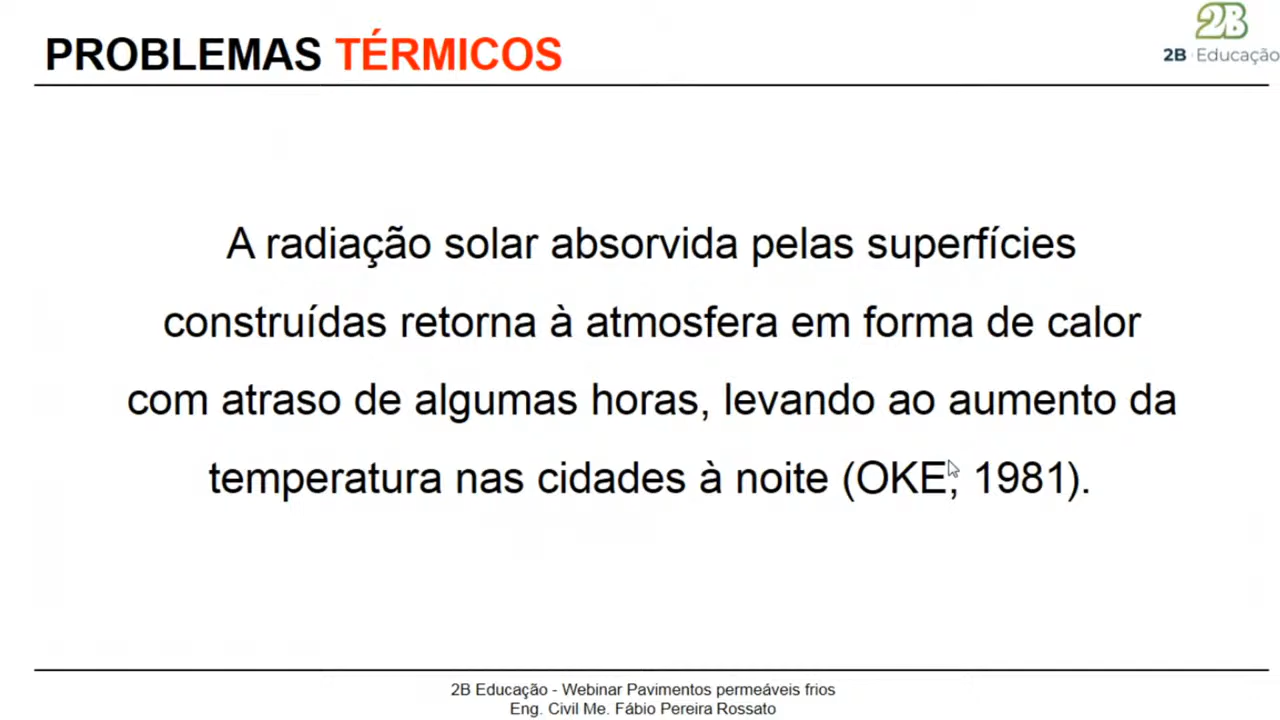 PROBLEMAS TÉRMICOS
2B
2B Educação
A radiação solar absorvida pelas superfícies
construídas retorna à atmosfera em forma de calor
com atraso de algumas horas, levando ao aumento da
temperatura nas cidades à noite (OKE, 1981).
2B Educação - Webinar Pavimentos permeáveis frios
Eng. Civil Me. Fábio Pereira Rossato